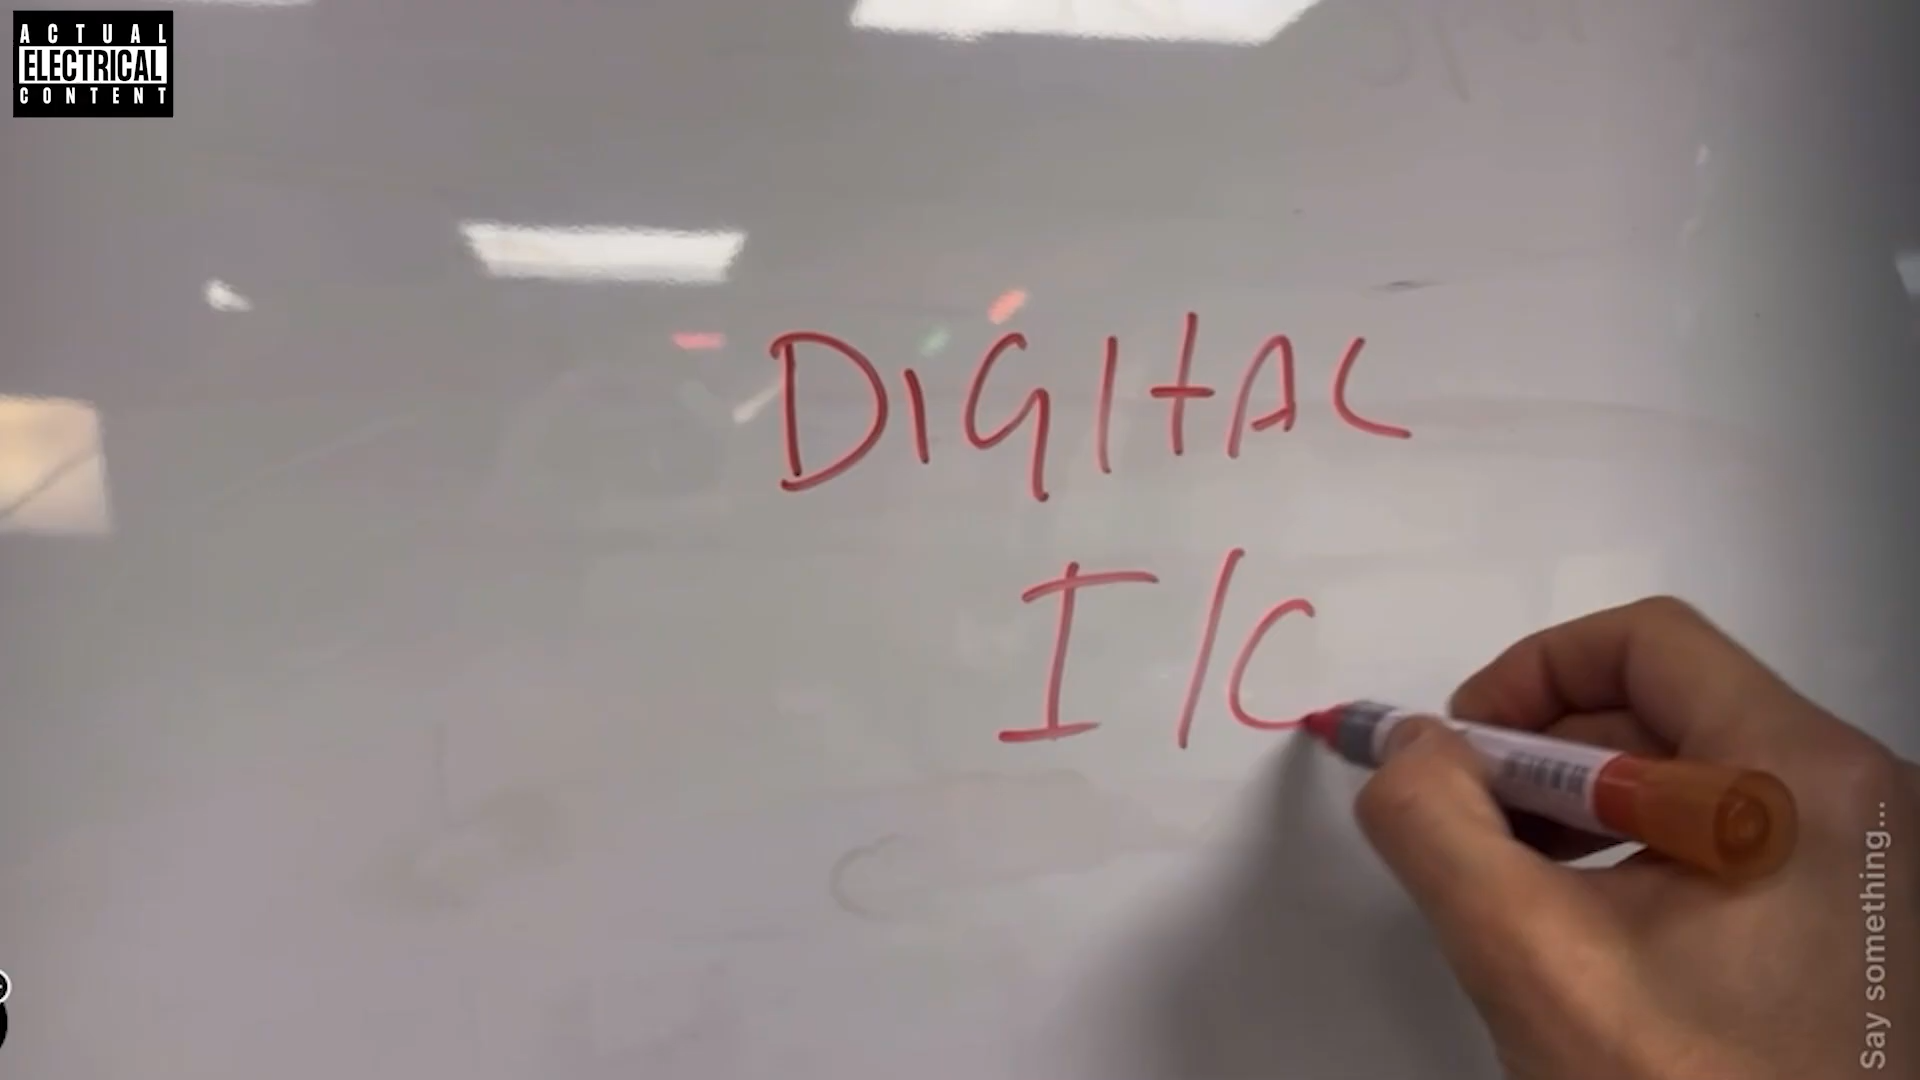 ACTUAL
ELECTRICAL
CONTENT
DIGITAL
I/C
Say something...